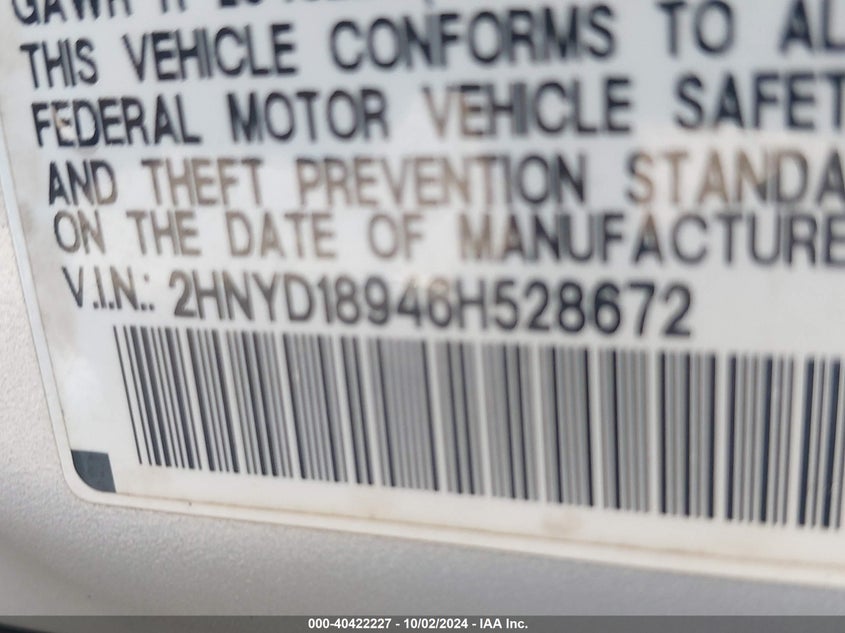 THIS VEHICLE CONFORMS TO AL
FEDERAL MOTOR VEHICLE SAFET
AND THEFT PREVENTION STANDA
ON THE DATE OF MANUFACTURE
V.I.N.: 2HNYD18946H528672
000-40422227 - 10/02/2024 - IAA Inc.